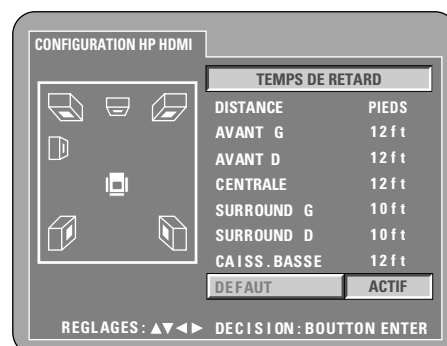 CONFIGURATION HP HDMI
TEMPS DE RETARD
DISTANCE PIEDS
AVANT G 12ft
AVANT D 12ft
CENTRALE 12ft
SURROUND G 10ft
SURROUND D 10ft
CAISS.BASSE 12ft
DEFAUT ACTIF
REGLAGES: ▲▼◄► DECISION:BOUTTON ENTER